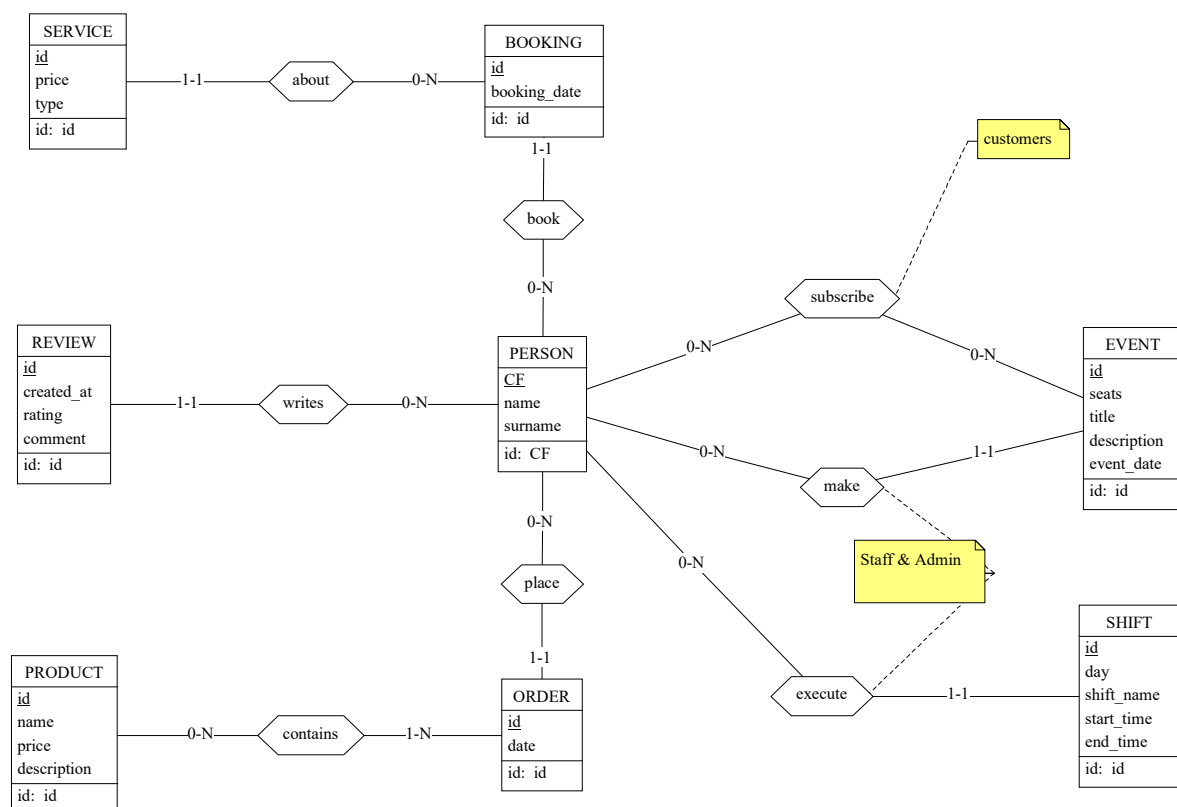 SERVICE
id
price
type
id: id
1-1
about
0-N
BOOKING
id
booking_date
id: id
1-1
book
0-N
customers
subscribe
0-N
0-N
REVIEW
id
created_at
rating
comment
id: id
1-1
writes
0-N
PERSON
CF
name
surname
id: CF
EVENT
id
seats
title
description
event_date
id: id
0-N
make
1-1
Staff & Admin
0-N
place
1-1
0-N
execute
1-1
SHIFT
id
day
shift_name
start_time
end_time
id: id
PRODUCT
id
name
price
description
id: id
0-N
contains
1-N
ORDER
id
date
id: id